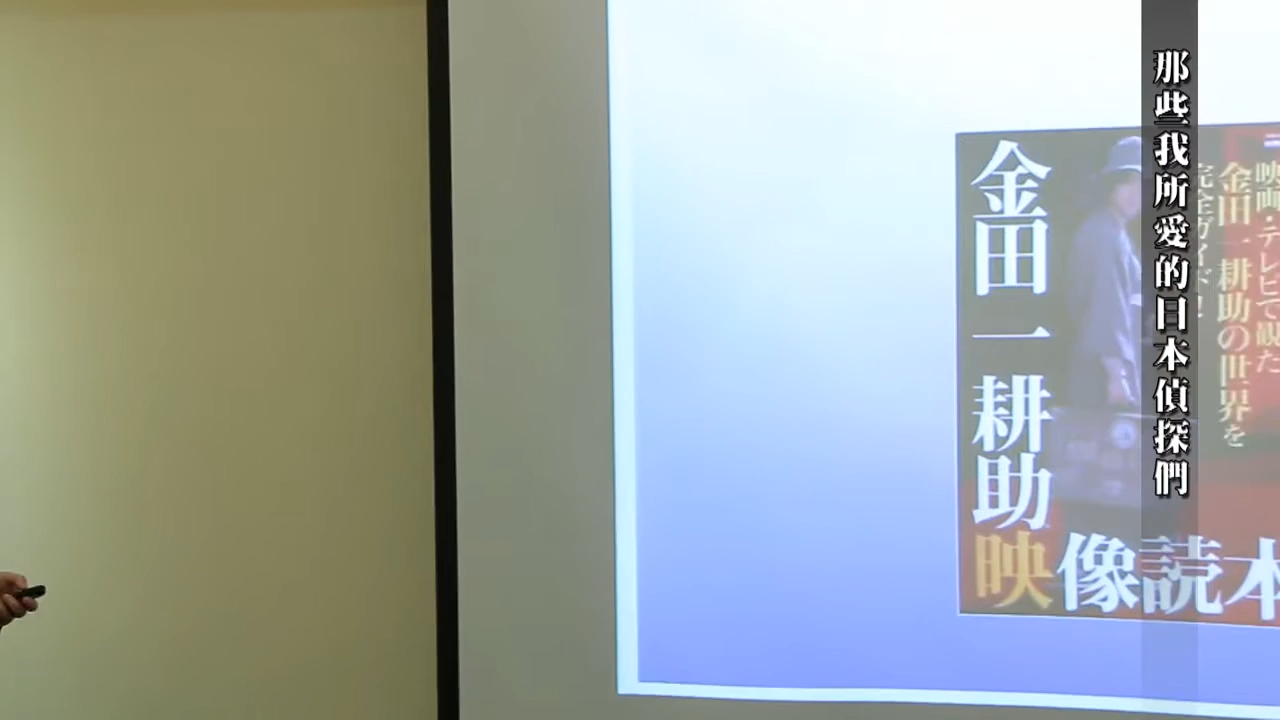 那些我所愛的日本偵探們
映画・テレビで観た
金田一耕助の世界を
完全ガイド!
金田一耕助
映像読本